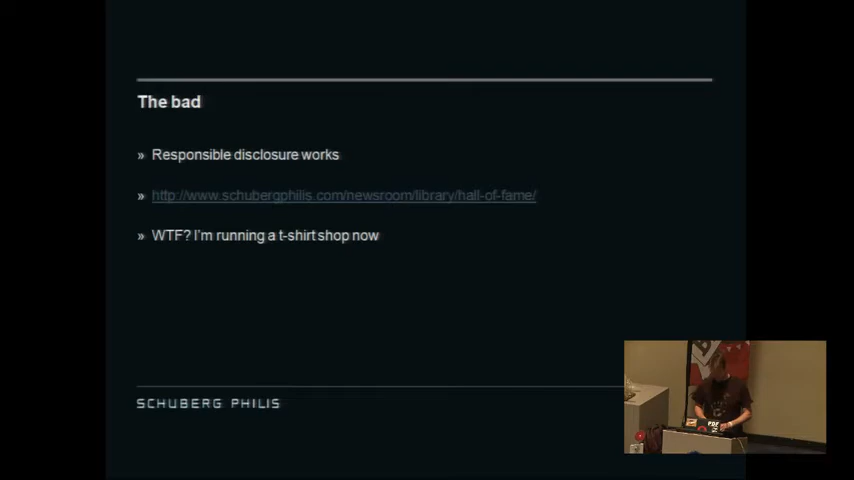 The bad
» Responsible disclosure works
» http://www.schubergphilis.com/newsroom/library/hall-of-fame/
» WTF? I'm running a t-shirt shop now
SCHUBERG PHILIS